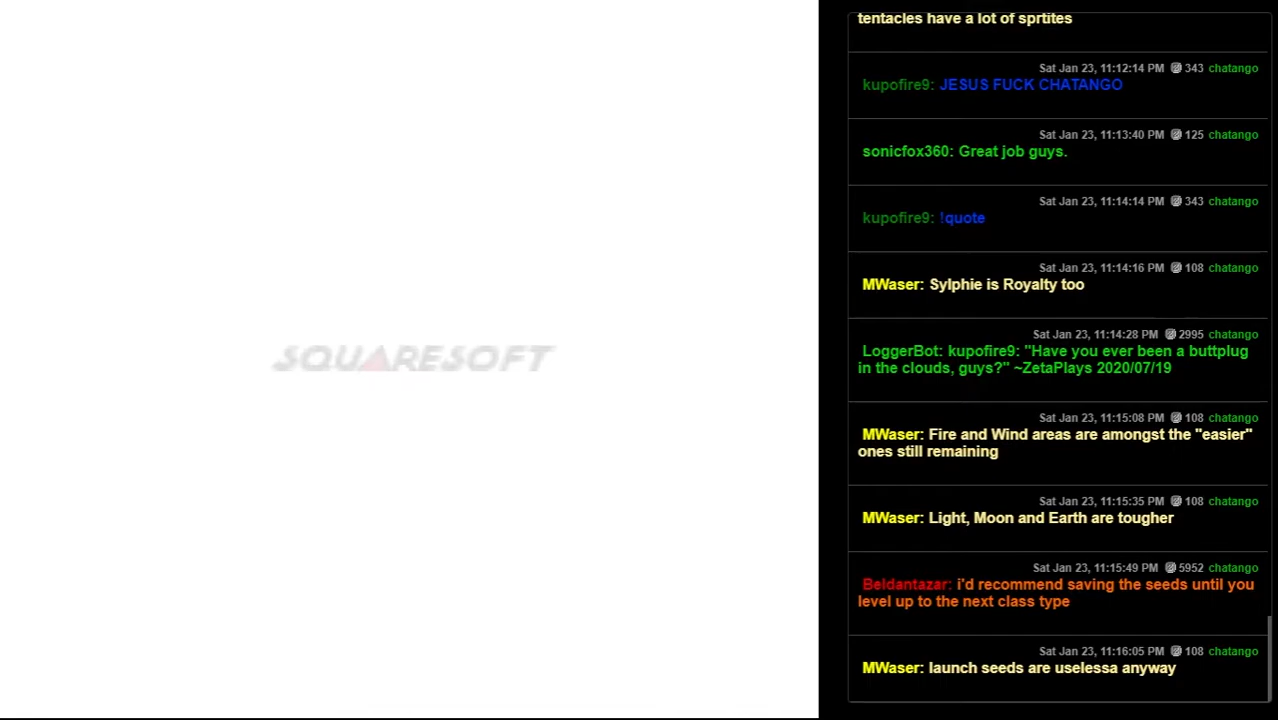 SQUARESOFT
tentacles have a lot of sprtites
Sat Jan 23, 11:12:14 PM 343 chatango
kupofire9: JESUS FUCK CHATANGO
Sat Jan 23, 11:13:40 PM 125 chatango
sonicfox360: Great job guys.
Sat Jan 23, 11:14:14 PM 343 chatango
kupofire9: !quote
Sat Jan 23, 11:14:16 PM 108 chatango
MWaser: Sylphie is Royalty too
Sat Jan 23, 11:14:28 PM 2995 chatango
LoggerBot: kupofire9: "Have you ever been a buttplug
in the clouds, guys?" ~ZetaPlays 2020/07/19
Sat Jan 23, 11:15:08 PM 108 chatango
MWaser: Fire and Wind areas are amongst the "easier"
ones still remaining
Sat Jan 23, 11:15:35 PM 108 chatango
MWaser: Light, Moon and Earth are tougher
Sat Jan 23, 11:15:49 PM 5952 chatango
Beldantazar: i'd recommend saving the seeds until you
level up to the next class type
Sat Jan 23, 11:16:05 PM 108 chatango
MWaser: launch seeds are uselessa anyway